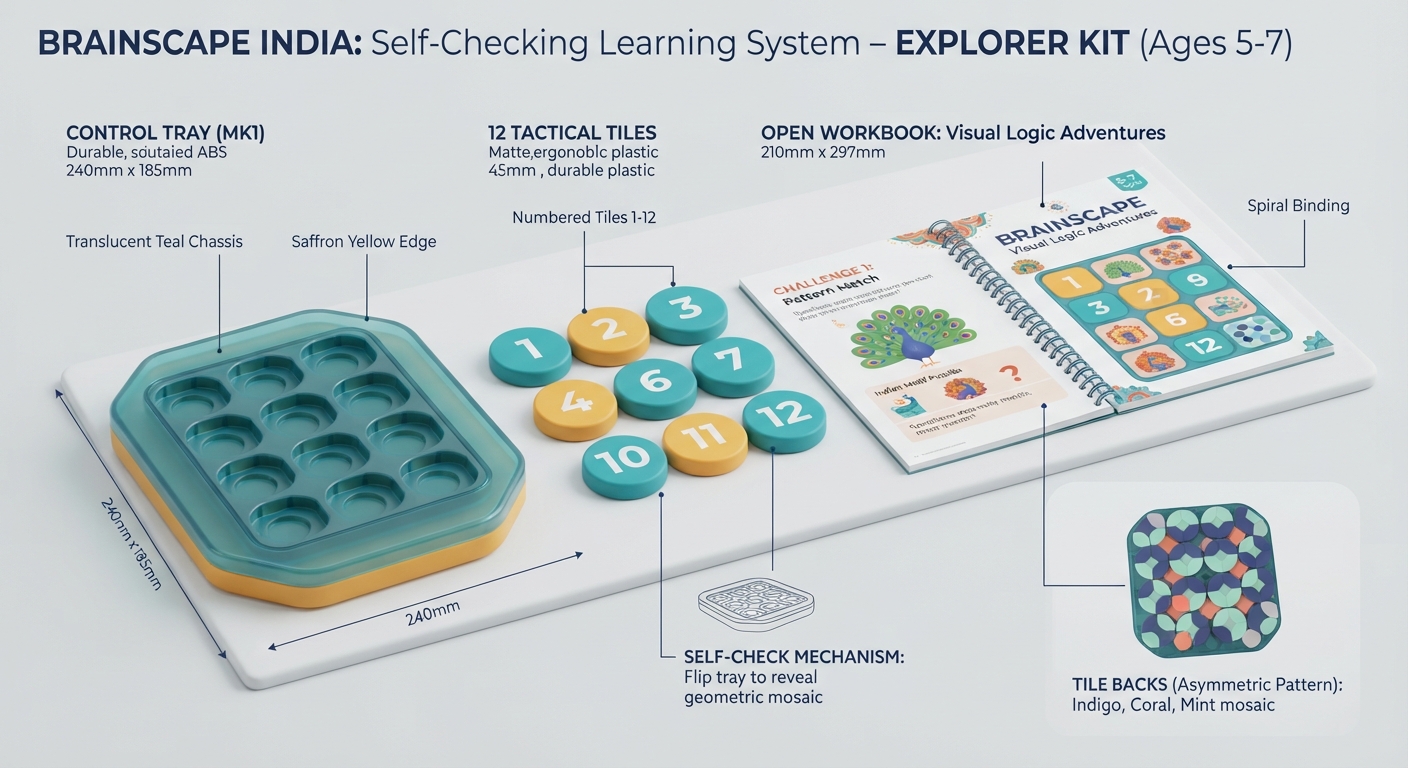 BRAINSCAPE INDIA: Self-Checking Learning System – EXPLORER KIT (Ages 5-7)
CONTROL TRAY (MK1)
Durable, soutaied ABS
240mm x 185mm
Translucent Teal Chassis
Saffron Yellow Edge
12 TACTICAL TILES
Matte,ergonoblc plastic
45mm , durable plastic
Numbered Tiles 1-12
OPEN WORKBOOK: Visual Logic Adventures
210mm x 297mm
Spiral Binding
5-7
BRAINSCAPE
Visual Logic Adventures
CHALLENGE 1:
Pattern Match
?
1
3 2 9
6
12
1 2 3
4 6 7
10 11 12
240mm x 185mm
240mm
SELF-CHECK MECHANISM:
Flip tray to reveal
geometric mosaic
TILE BACKS (Asymmetric Pattern):
Indigo, Coral, Mint mosaic